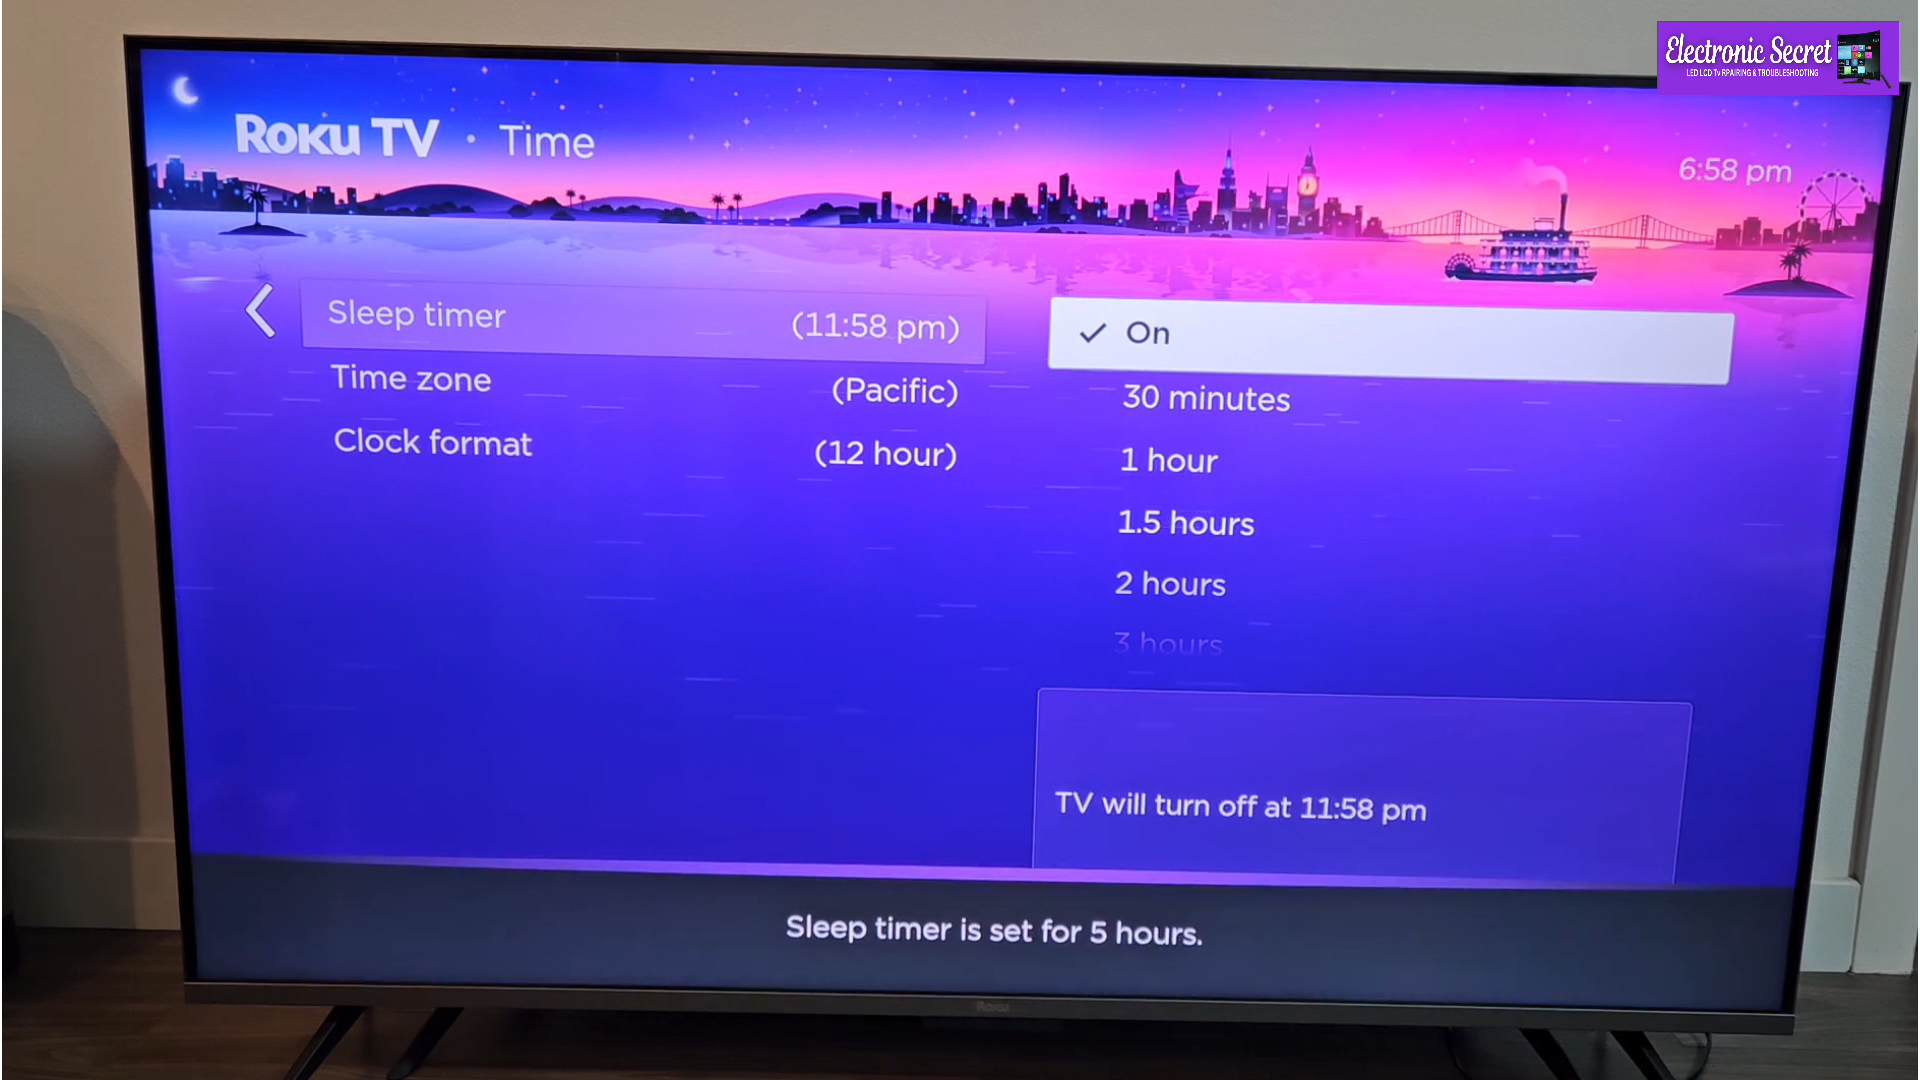 Electronic Secret
LED LCD Tv RPAIRING & TROUBLESHOOTING
Roku TV • Time
6:58 pm
Sleep timer (11:58 pm)
Time zone (Pacific)
Clock format (12 hour)
On
30 minutes
1 hour
1.5 hours
2 hours
3 hours
TV will turn off at 11:58 pm
Sleep timer is set for 5 hours.
Roku